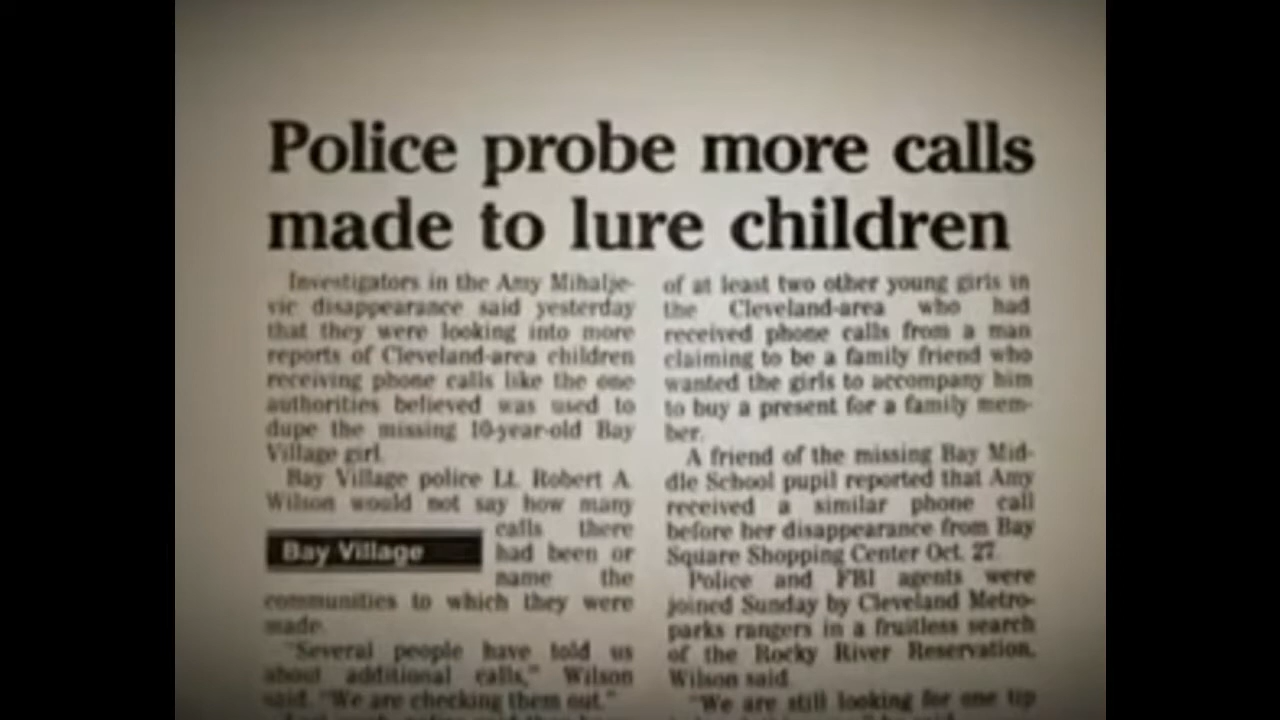 Police probe more calls
made to lure children
Investigators in the Amy Mihalje-
vic disappearance said yesterday
that they were looking into more
reports of Cleveland-area children
receiving phone calls like the one
authorities believed was used to
dupe the missing 10-year-old Bay
Village girl.
Bay Village police Lt. Robert A.
Wilson would not say how many
calls there
Bay Village
had been or
name the
communities to which they were
made.
"Several people have told us
about additional calls," Wilson
said. "We are checking them out."
of at least two other young girls in
the Cleveland-area who had
received phone calls from a man
claiming to be a family friend who
wanted the girls to accompany him
to buy a present for a family mem-
ber.
A friend of the missing Bay Mid-
dle School pupil reported that Amy
received a similar phone call
before her disappearance from Bay
Square Shopping Center Oct. 27.
Police and FBI agents were
joined Sunday by Cleveland Metro-
parks rangers in a fruitless search
of the Rocky River Reservation,
Wilson said.
"We are still looking for one tip